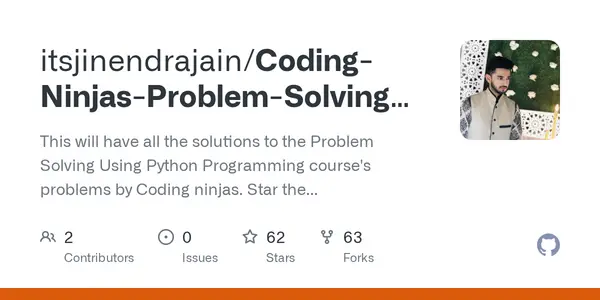 itsjinendrajain/Coding-
Ninjas-Problem-Solving...
This will have all the solutions to the Problem
Solving Using Python Programming course's
problems by Coding ninjas. Star the...
2 0 62 63
Contributors Issues Stars Forks